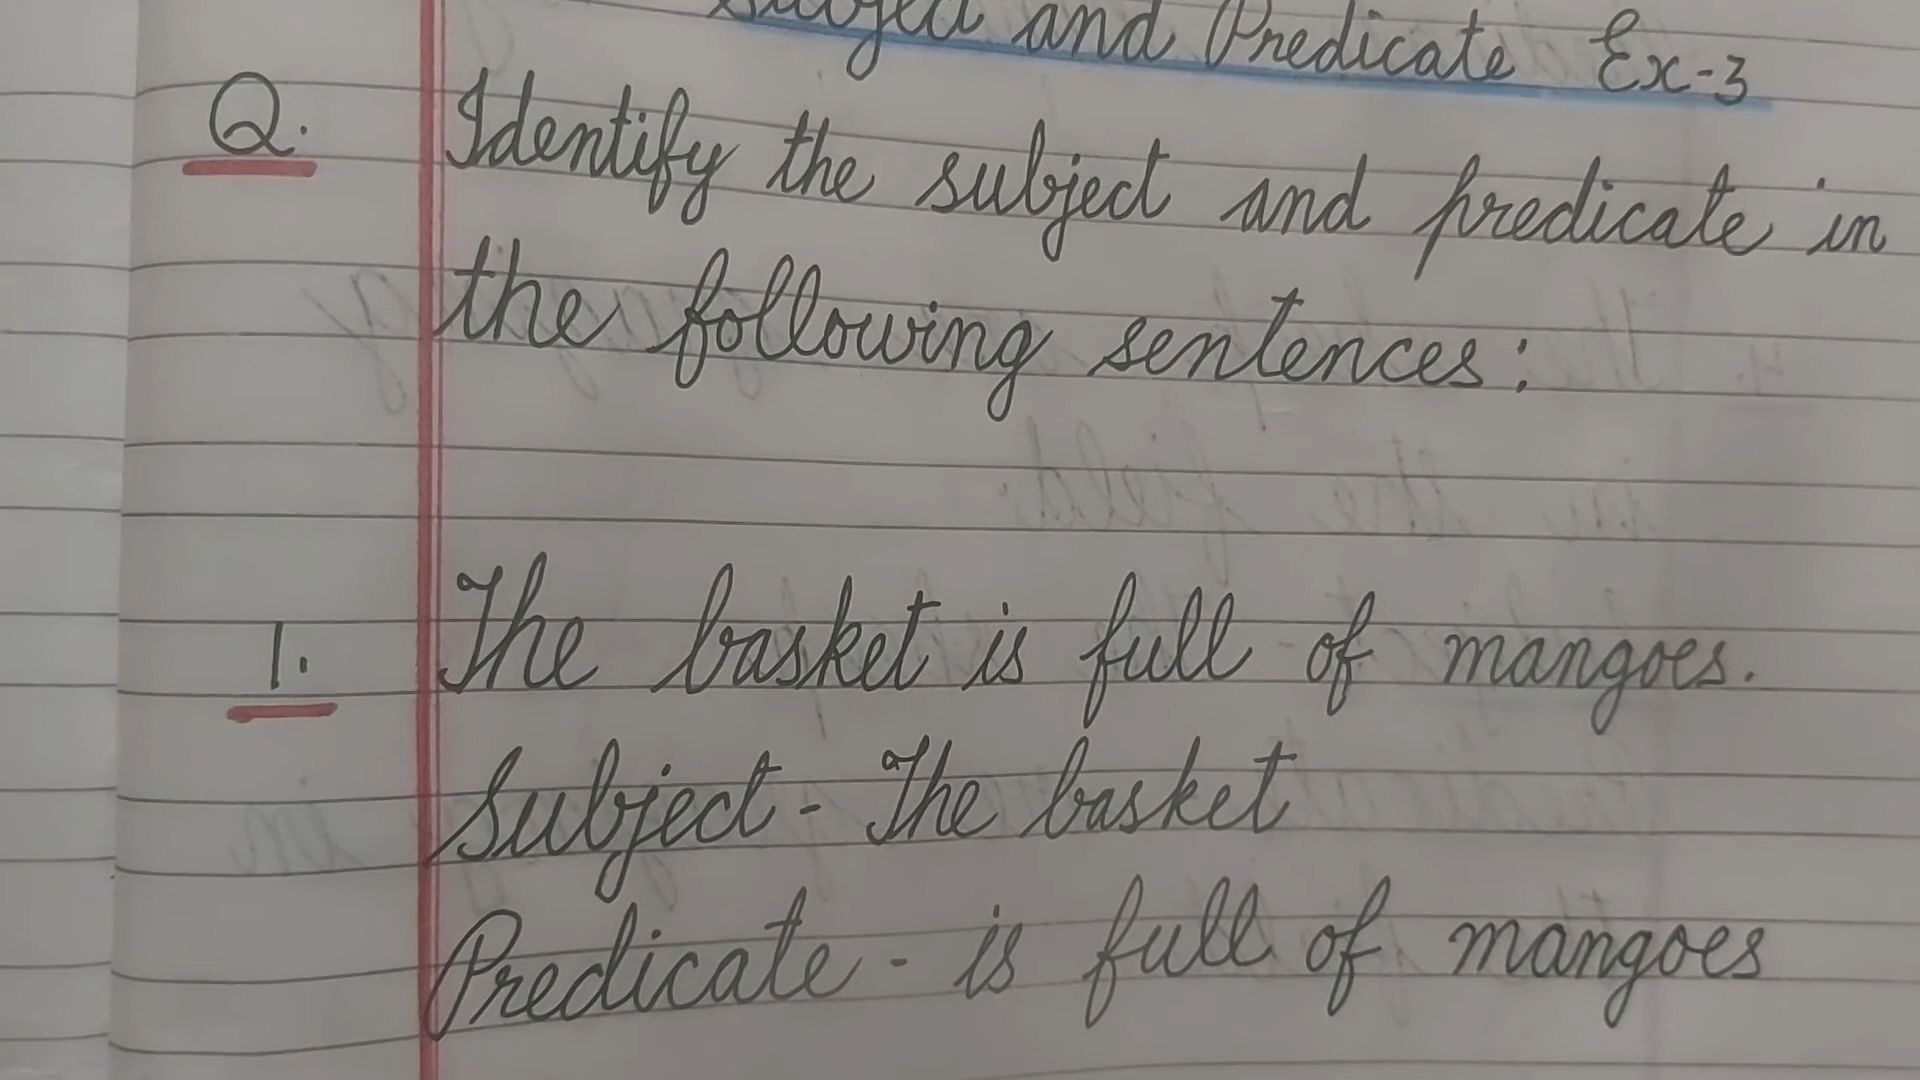 Subject and Predicate Ex-3
Q. Identify the subject and predicate in
the following sentences:
1. The basket is full of mangoes.
Subject - The basket
Predicate - is full of mangoes